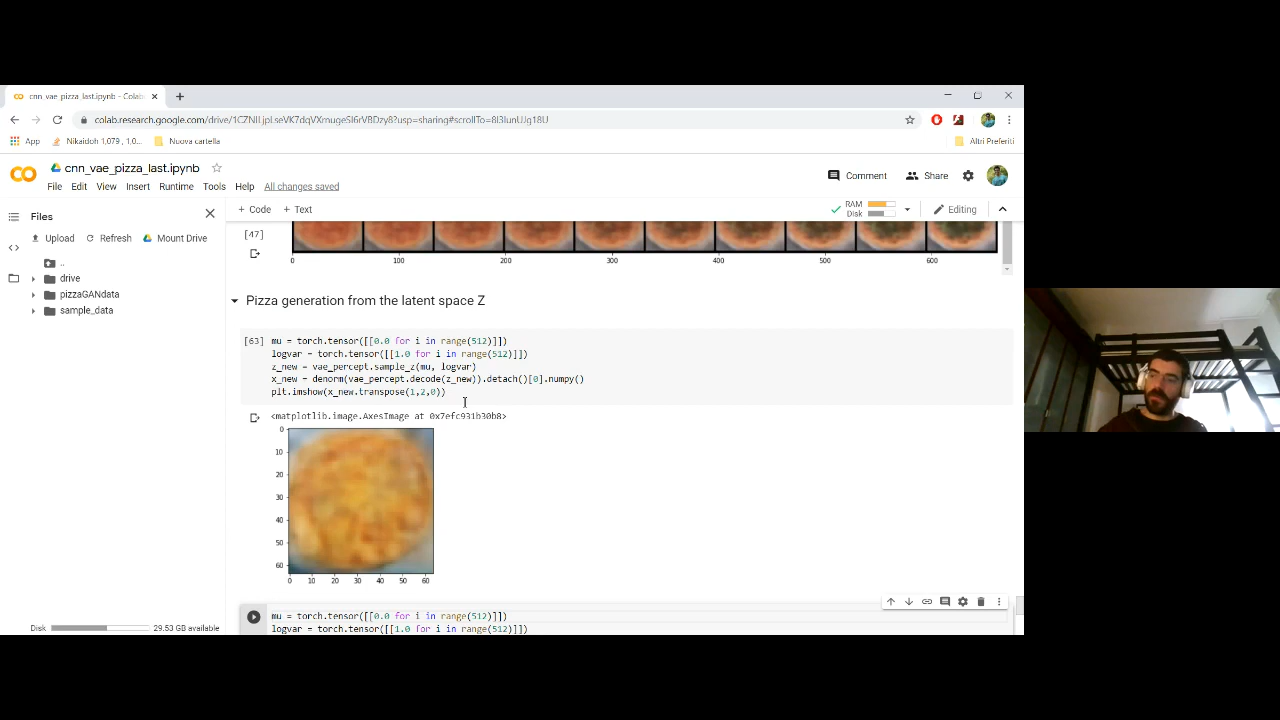 cnn_vae_pizza_last.ipynb - Colab
colab.research.google.com/drive/1CZNlLjpLseVK7dqVXrnugeSI6rVBDzy8?usp=sharing#scrollTo=8l3lunUJg18U
App
Nikaidoh 1,079 , 1,0...
Nuova cartella
Altri Preferiti
cnn_vae_pizza_last.ipynb
Comment
Share
File Edit View Insert Runtime Tools Help All changes saved
Files
+ Code + Text
RAM
Disk
Editing
Upload Refresh Mount Drive
..
drive
pizzaGANdata
sample_data
[47]
0 100 200 300 400 500 600
Pizza generation from the latent space Z
[63] mu = torch.tensor([[0.0 for i in range(512)]])
logvar = torch.tensor([[1.0 for i in range(512)]])
z_new = vae_percept.sample_z(mu, logvar)
x_new = denorm(vae_percept.decode(z_new)).detach()[0].numpy()
plt.imshow(x_new.transpose(1,2,0))
<matplotlib.image.AxesImage at 0x7efc931b30b8>
0
10
20
30
40
50
60
0 10 20 30 40 50 60
mu = torch.tensor([[0.0 for i in range(512)]])
logvar = torch.tensor([[1.0 for i in range(512)]])
Disk 29.53 GB available